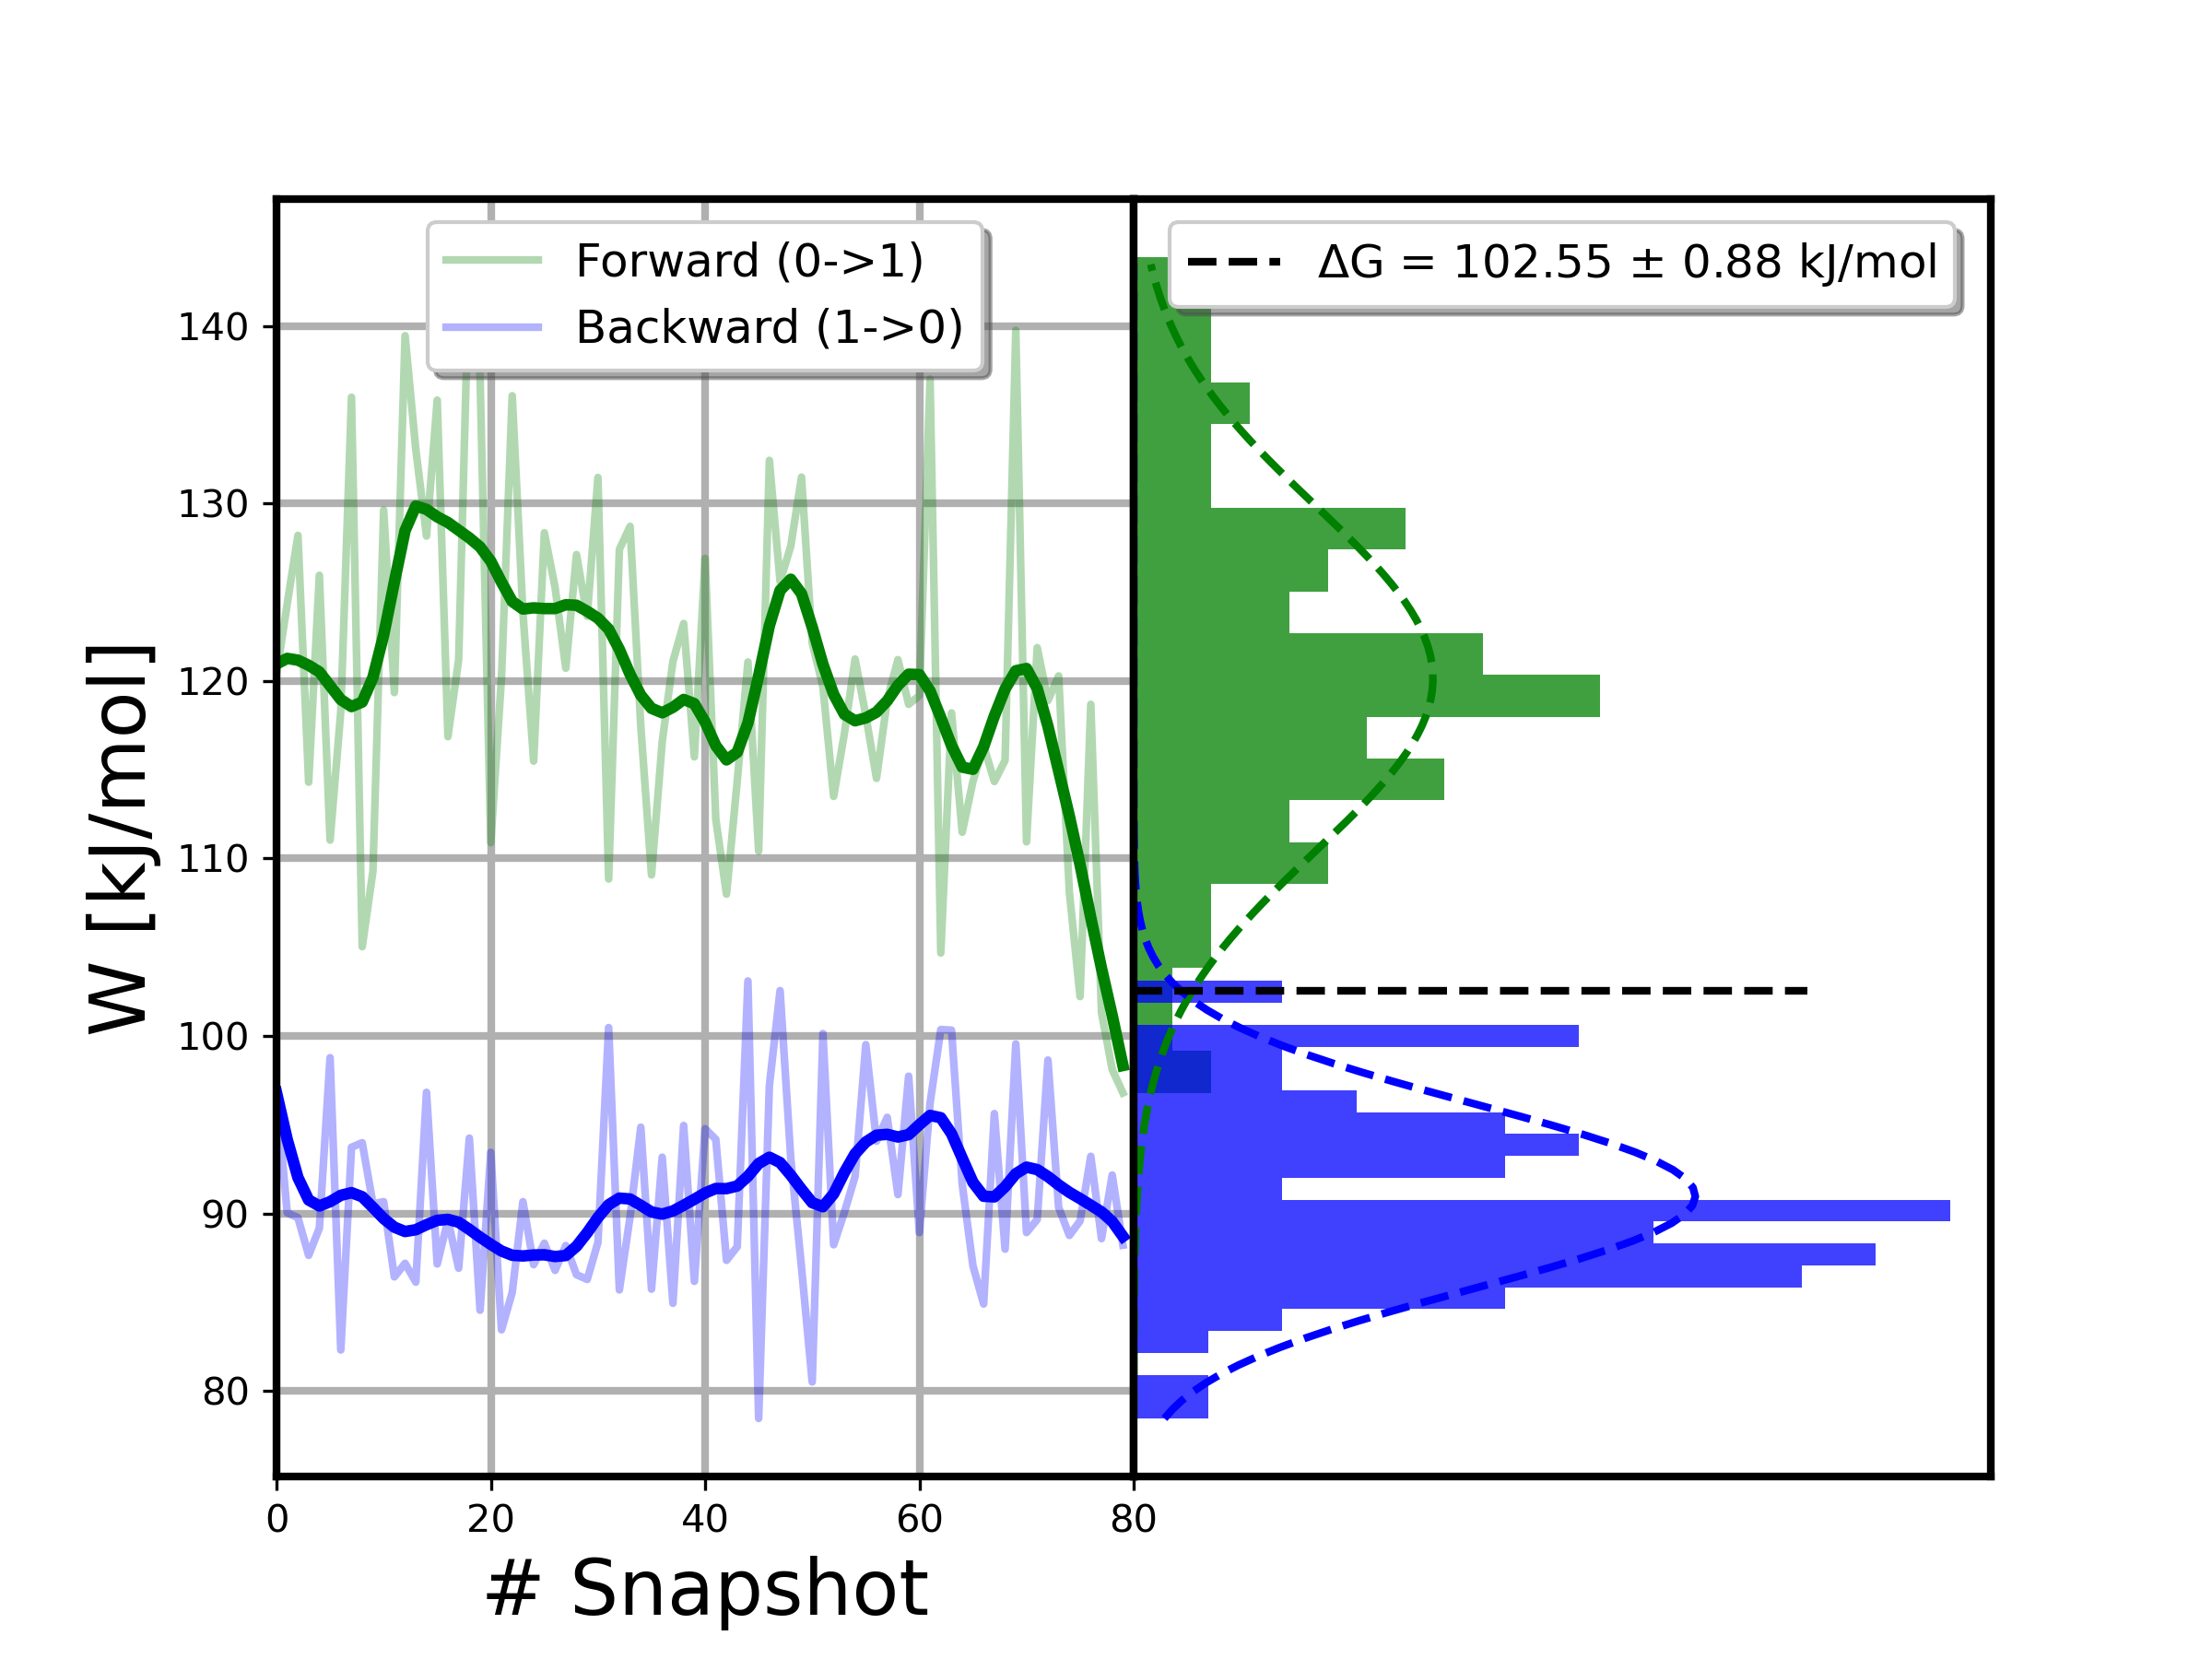 Forward (0->1)
Backward (1->0)
ΔG = 102.55 ± 0.88 kJ/mol
W [kJ/mol]
140
130
120
110
100
90
80
0 20 40 60 80
# Snapshot